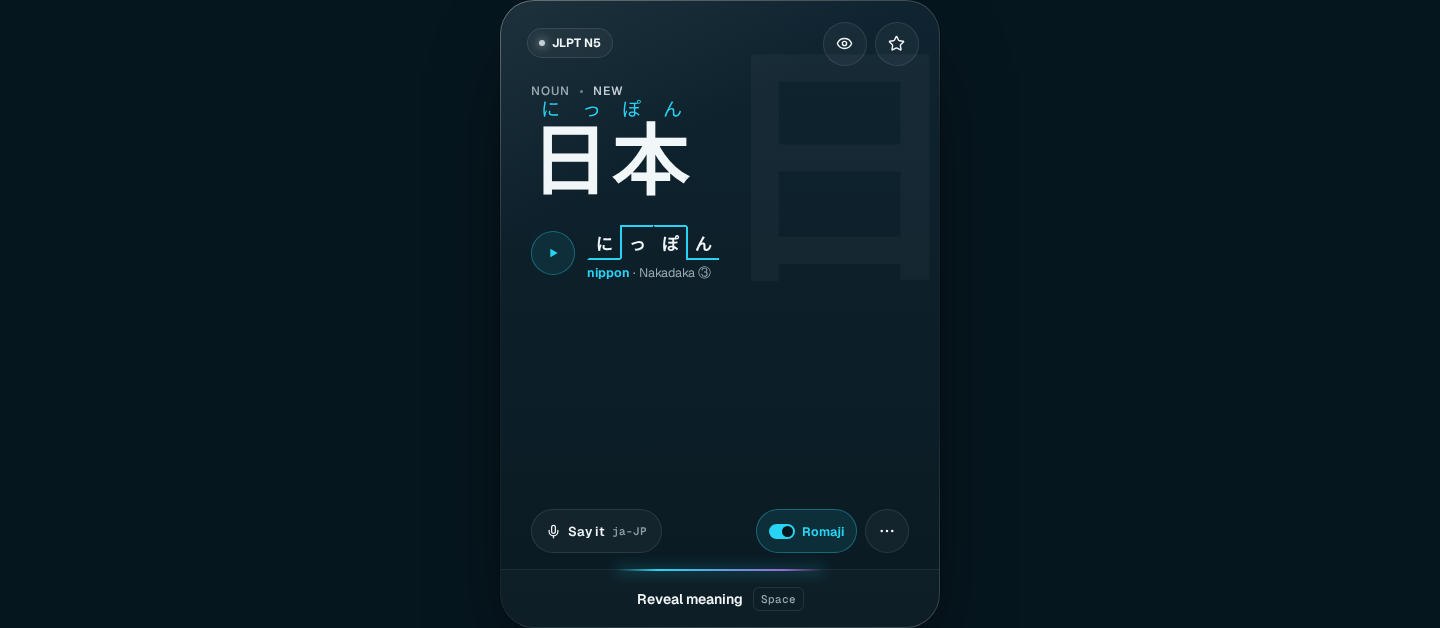 JLPT N5
NOUN • NEW
にっぽん
日本
にっぽん
nippon · Nakadaka ③
Say it ja-JP
Romaji
Reveal meaning Space
日